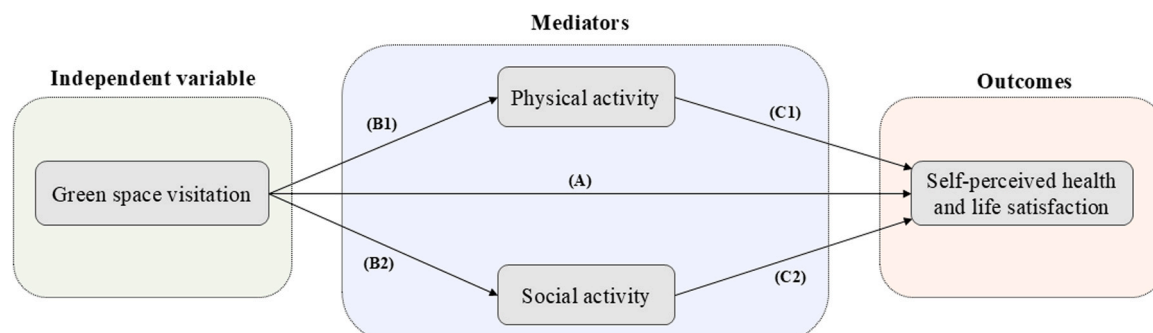 Mediators
Independent variable
Outcomes
Physical activity
(B1)
(C1)
Green space visitation
(A)
Self-perceived health
and life satisfaction
(B2)
(C2)
Social activity